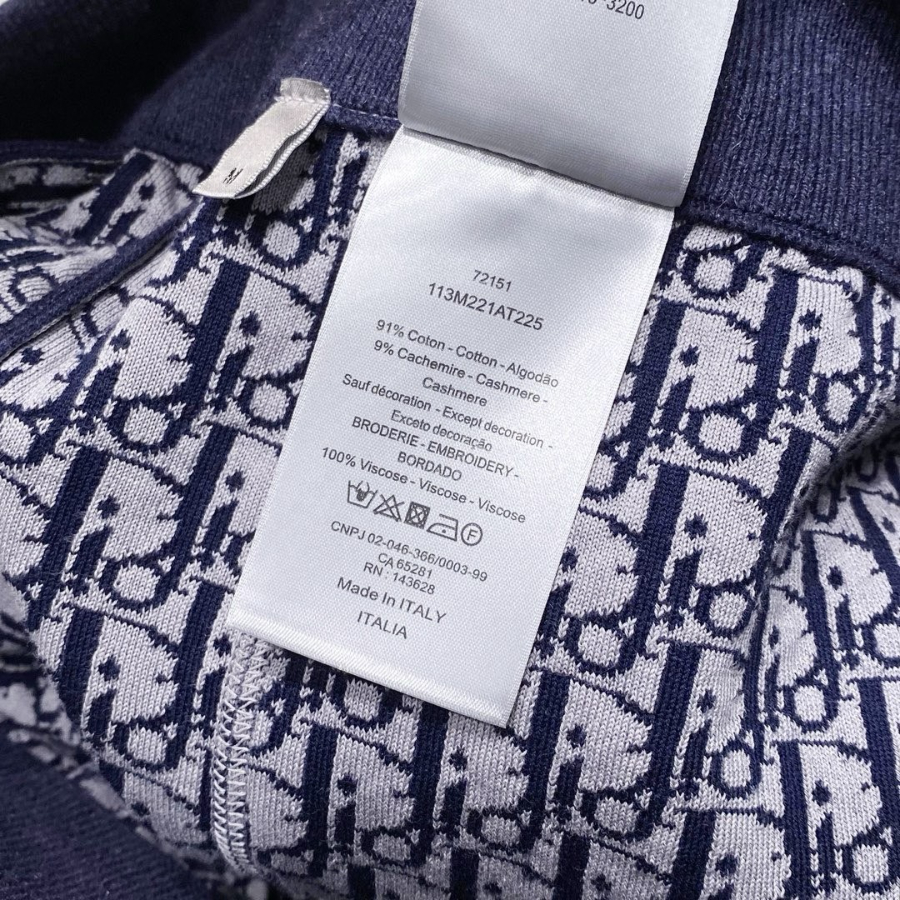 -3200
M
72151
113M221AT225
91% Coton - Cotton - Algodão
9% Cachemire - Cashmere -
Cashmere
Sauf décoration - Except decoration -
Exceto decoração
BRODERIE - EMBROIDERY -
BORDADO
100% Viscose - Viscose - Viscose
F
CNPJ 02-046-366/0003-99
CA 65281
RN : 143628
Made In ITALY
ITALIA